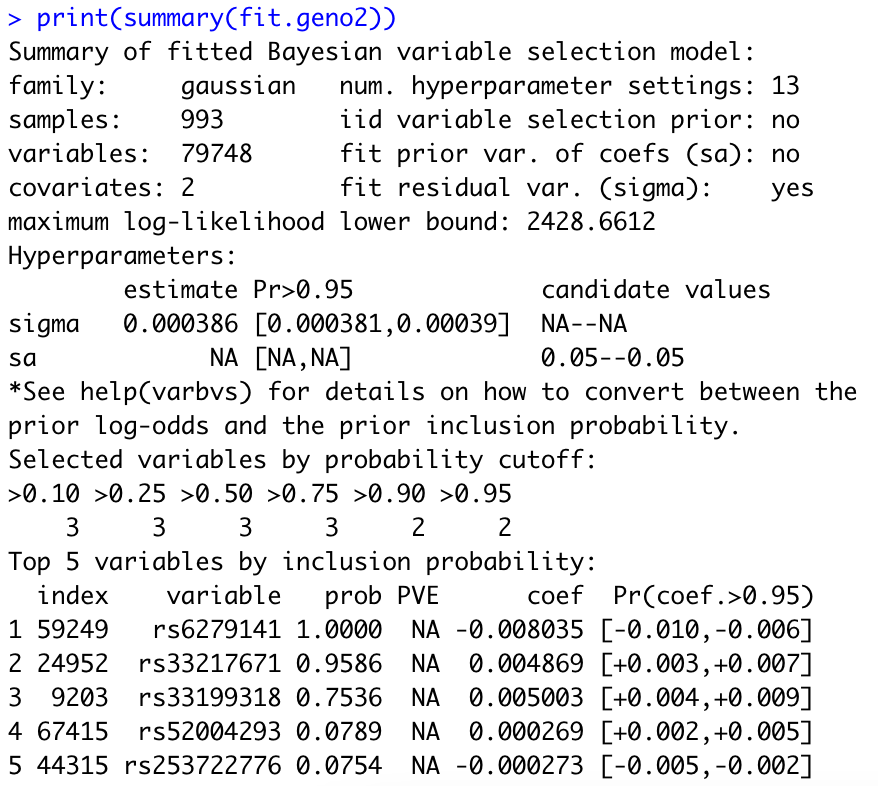 > print(summary(fit.geno2))
Summary of fitted Bayesian variable selection model:
family:     gaussian   num. hyperparameter settings: 13
samples:    993        iid variable selection prior: no
variables:  79748      fit prior var. of coefs (sa): no
covariates: 2          fit residual var. (sigma):    yes
maximum log-likelihood lower bound: 2428.6612
Hyperparameters:
        estimate Pr>0.95             candidate values
sigma   0.000386 [0.000381,0.00039]  NA--NA
sa            NA [NA,NA]             0.05--0.05
*See help(varbvs) for details on how to convert between the
prior log-odds and the prior inclusion probability.
Selected variables by probability cutoff:
>0.10 >0.25 >0.50 >0.75 >0.90 >0.95
    3     3     3     3     2     2
Top 5 variables by inclusion probability:
  index    variable   prob PVE      coef  Pr(coef.>0.95)
1 59249   rs6279141 1.0000  NA -0.008035 [-0.010,-0.006]
2 24952  rs33217671 0.9586  NA  0.004869 [+0.003,+0.007]
3  9203  rs33199318 0.7536  NA  0.005003 [+0.004,+0.009]
4 67415  rs52004293 0.0789  NA  0.000269 [+0.002,+0.005]
5 44315 rs253722776 0.0754  NA -0.000273 [-0.005,-0.002]